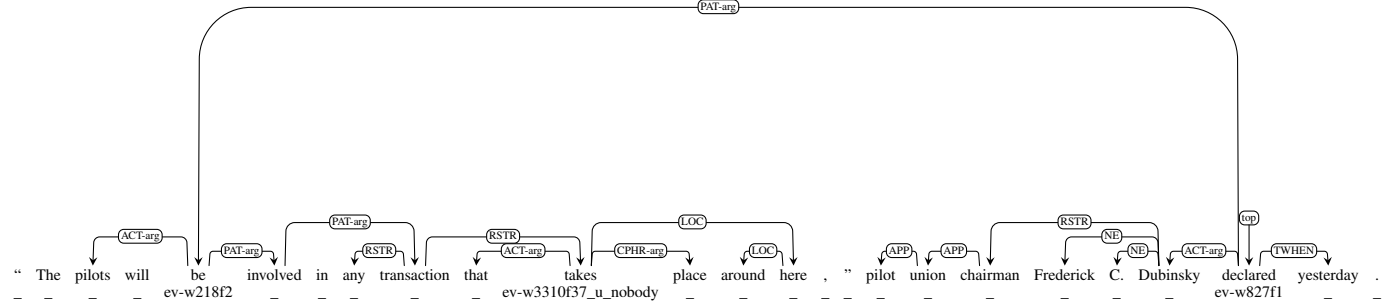 PAT-arg
top
PAT-arg RSTR LOC RSTR NE
ACT-arg PAT-arg RSTR ACT-arg CPHR-arg LOC APP APP NE ACT-arg TWHEN
“ The pilots will be involved in any transaction that takes place around here , ” pilot union chairman Frederick C. Dubinsky declared yesterday .
_ _ _ _ ev-w218f2 _ _ _ _ _ ev-w3310f37_u_nobody _ _ _ _ _ _ _ _ _ _ _ ev-w827f1 _ _